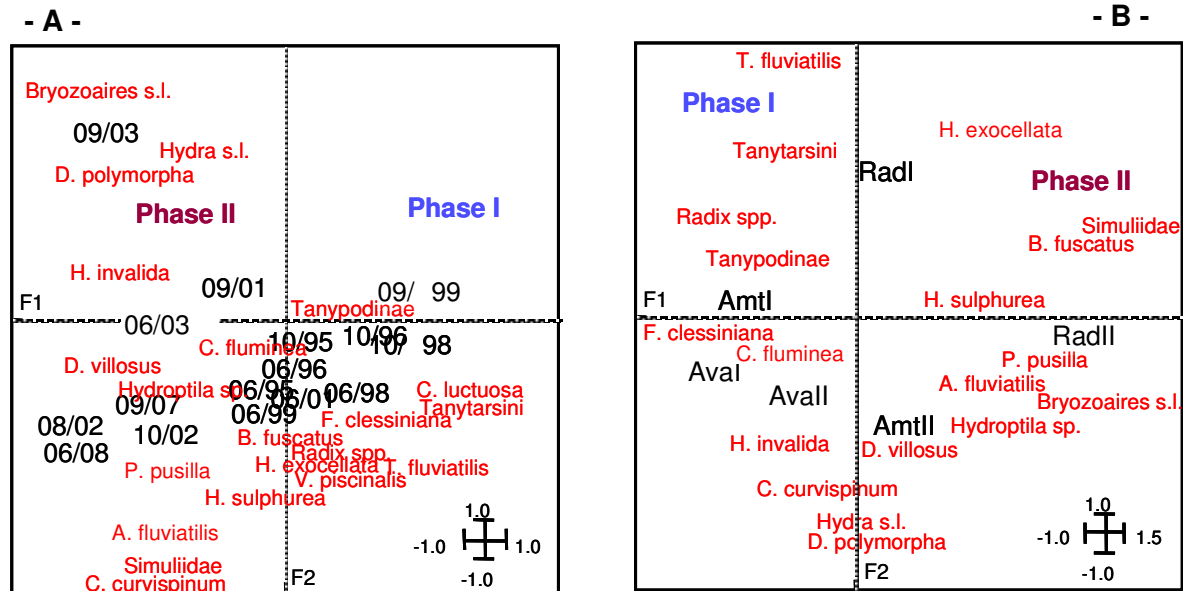 - A -
Bryozoaires s.l.
09/03
Hydra s.l.
D. polymorpha
Phase II
Phase I
H. invalida
09/01
09/ 99
F1
Tanypodinae
06/03
10/95
10/96
10/ 98
C. fluminea
D. villosus
06/96
Hydroptila sp.
06/95
06/01
06/98
C. luctuosa
09/07
06/99
Tanytarsini
08/02
10/02
F. clessiniana
B. fuscatus
06/08
Radix spp.
P. pusilla
H. exocellata
T. fluviatilis
V. piscinalis
H. sulphurea
A. fluviatilis
1.0
-1.0
1.0
-1.0
Simuliidae
C. curvispinum
F2
- B -
T. fluviatilis
Phase I
H. exocellata
Tanytarsini
RadI
Phase II
Radix spp.
Simuliidae
B. fuscatus
Tanypodinae
F1
AmtI
H. sulphurea
F. clessiniana
RadII
C. fluminea
P. pusilla
AvaI
A. fluviatilis
AvaII
Bryozoaires s.l.
AmtII
Hydroptila sp.
H. invalida
D. villosus
C. curvispinum
1.0
Hydra s.l.
-1.0
1.5
D. polymorpha
F2
-1.0